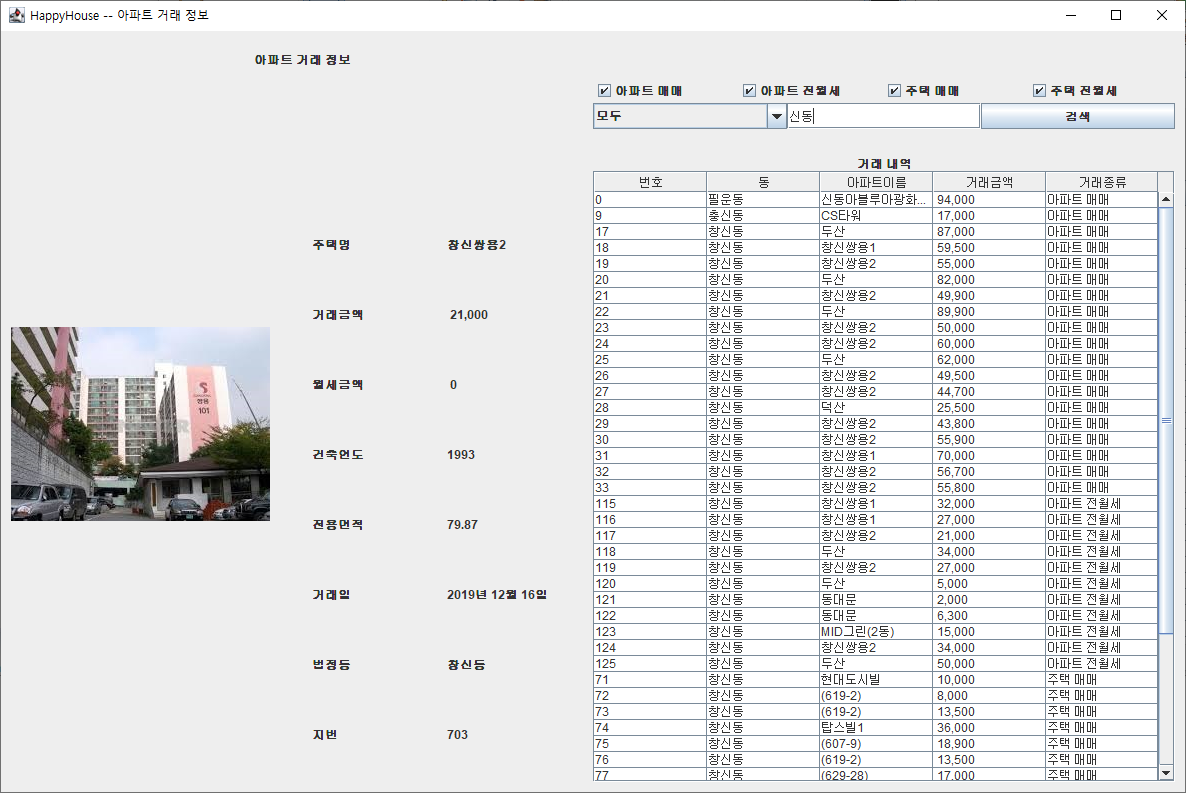 HappyHouse -- 아파트 거래 정보
아파트 거래 정보
아파트 매매 아파트 전월세 주택 매매 주택 전월세
모두 신동 검색
거래 내역
주택명 창신쌍용2
거래금액 21,000
월세금액 0
건축연도 1993
전용면적 79.87
거래일 2019년 12월 16일
법정동 창신동
지번 703
쌍용
101
번호 동 아파트이름 거래금액 거래종류
0 필운동 신동아블루아광화... 94,000 아파트 매매
9 충신동 CS타워 17,000 아파트 매매
17 창신동 두산 87,000 아파트 매매
18 창신동 창신쌍용1 59,500 아파트 매매
19 창신동 창신쌍용2 55,000 아파트 매매
20 창신동 두산 82,000 아파트 매매
21 창신동 창신쌍용2 49,900 아파트 매매
22 창신동 두산 89,900 아파트 매매
23 창신동 창신쌍용2 50,000 아파트 매매
24 창신동 창신쌍용2 60,000 아파트 매매
25 창신동 두산 62,000 아파트 매매
26 창신동 창신쌍용2 49,500 아파트 매매
27 창신동 창신쌍용2 44,700 아파트 매매
28 창신동 덕산 25,500 아파트 매매
29 창신동 창신쌍용2 43,800 아파트 매매
30 창신동 창신쌍용2 55,900 아파트 매매
31 창신동 창신쌍용1 70,000 아파트 매매
32 창신동 창신쌍용2 56,700 아파트 매매
33 창신동 창신쌍용2 55,800 아파트 매매
115 창신동 창신쌍용1 32,000 아파트 전월세
116 창신동 창신쌍용1 27,000 아파트 전월세
117 창신동 창신쌍용2 21,000 아파트 전월세
118 창신동 두산 34,000 아파트 전월세
119 창신동 창신쌍용2 27,000 아파트 전월세
120 창신동 두산 5,000 아파트 전월세
121 창신동 동대문 2,000 아파트 전월세
122 창신동 동대문 6,300 아파트 전월세
123 창신동 MID그린(2동) 15,000 아파트 전월세
124 창신동 창신쌍용2 34,000 아파트 전월세
125 창신동 두산 50,000 아파트 전월세
71 창신동 현대도시빌 10,000 주택 매매
72 창신동 (619-2) 8,000 주택 매매
73 창신동 (619-2) 13,500 주택 매매
74 창신동 탑스빌1 36,000 주택 매매
75 창신동 (607-9) 18,900 주택 매매
76 창신동 (619-2) 13,500 주택 매매
77 창신동 (629-28) 17,000 주택 매매